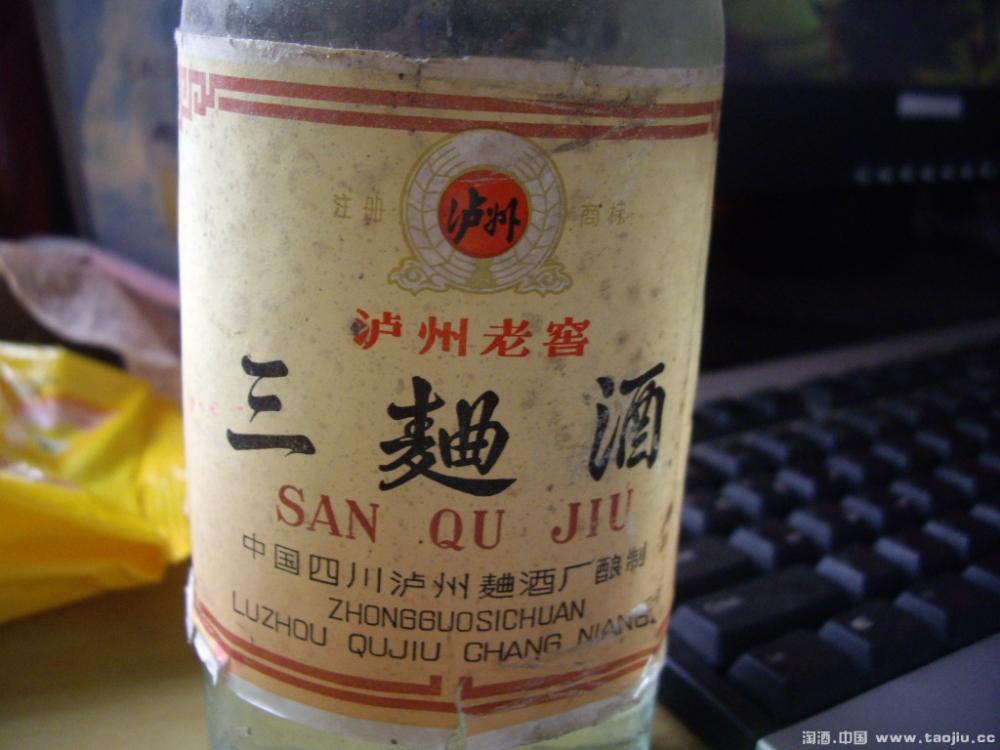 注册 泸州 商标
泸州老窖
三麯酒
SAN QU JIU
中国四川泸州麯酒厂酿制
ZHONGGUOSICHUAN
LUZHOU QUJIU CHANG NIANG
淘酒.中国 www.taojiu.cc